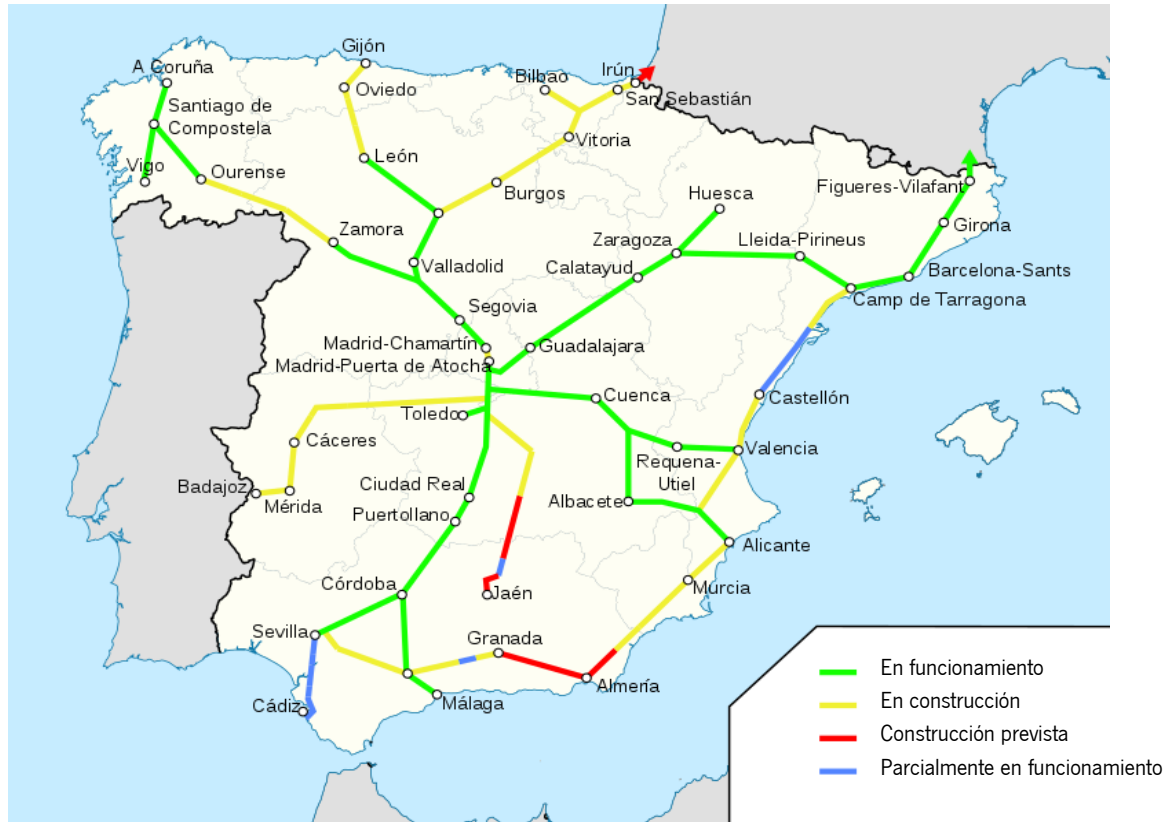 Gijón
A Coruña
Oviedo
Bilbao
Irún
San Sebastián
Santiago de
Compostela
Vitoria
León
Vigo
Ourense
Burgos
Huesca
Figueres-Vilafant
Girona
Zamora
Zaragoza
Lleida-Pirineus
Valladolid
Calatayud
Barcelona-Sants
Camp de Tarragona
Segovia
Madrid-Chamartín
Guadalajara
Madrid-Puerta de Atocha
Cuenca
Castellón
Toledo
Cáceres
Valencia
Requena-
Utiel
Badajoz
Mérida
Ciudad Real
Puertollano
Albacete
Alicante
Córdoba
Jaén
Murcia
Sevilla
Granada
Almería
Cádiz
Málaga
En funcionamiento
En construcción
Construcción prevista
Parcialmente en funcionamiento